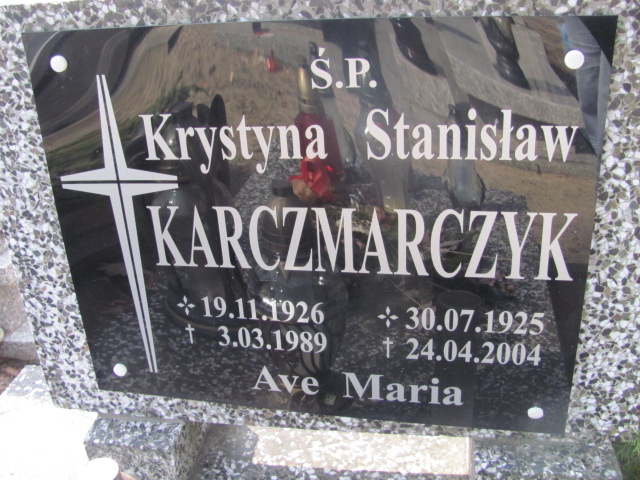 Ś.P.
Krystyna Stanisław
KARCZMARCZYK
✢ 19.11.1926 ✢ 30.07.1925
† 3.03.1989 † 24.04.2004
Ave Maria